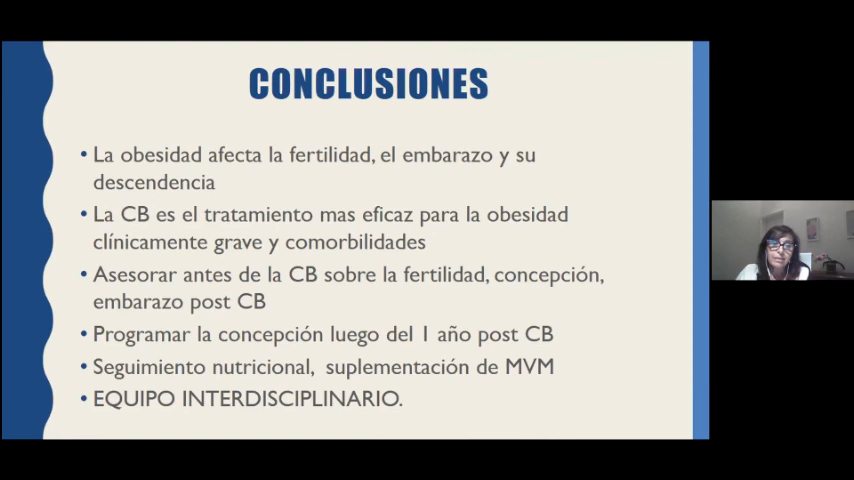 CONCLUSIONES
• La obesidad afecta la fertilidad, el embarazo y su
descendencia
• La CB es el tratamiento mas eficaz para la obesidad
clínicamente grave y comorbilidades
• Asesorar antes de la CB sobre la fertilidad, concepción,
embarazo post CB
• Programar la concepción luego del 1 año post CB
• Seguimiento nutricional, suplementación de MVM
• EQUIPO INTERDISCIPLINARIO.